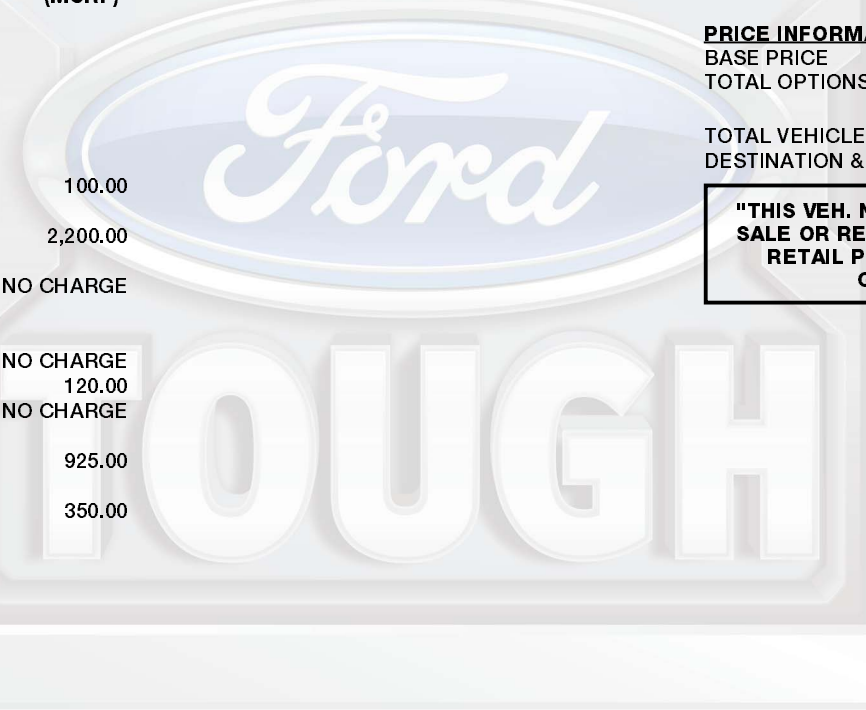 (MSRP)
PRICE INFORMA
BASE PRICE
TOTAL OPTIONS
TOTAL VEHICLE
DESTINATION &
"THIS VEH. N
SALE OR RE
RETAIL P
C
100.00
2,200.00
NO CHARGE
NO CHARGE
120.00
NO CHARGE
925.00
350.00
Ford
TOUGH